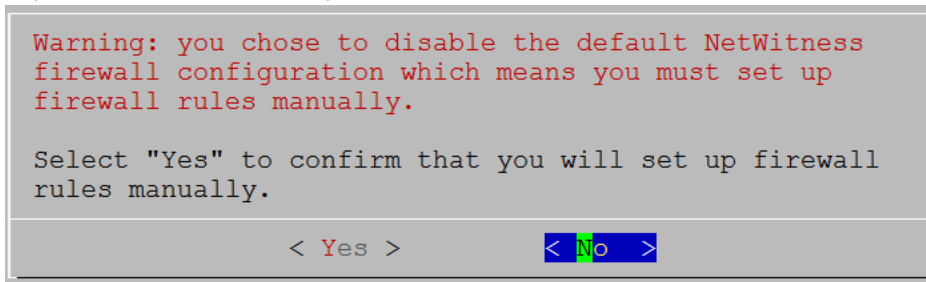 Warning: you chose to disable the default NetWitness
firewall configuration which means you must set up
firewall rules manually.
Select "Yes" to confirm that you will set up firewall
rules manually.
< Yes > < No >